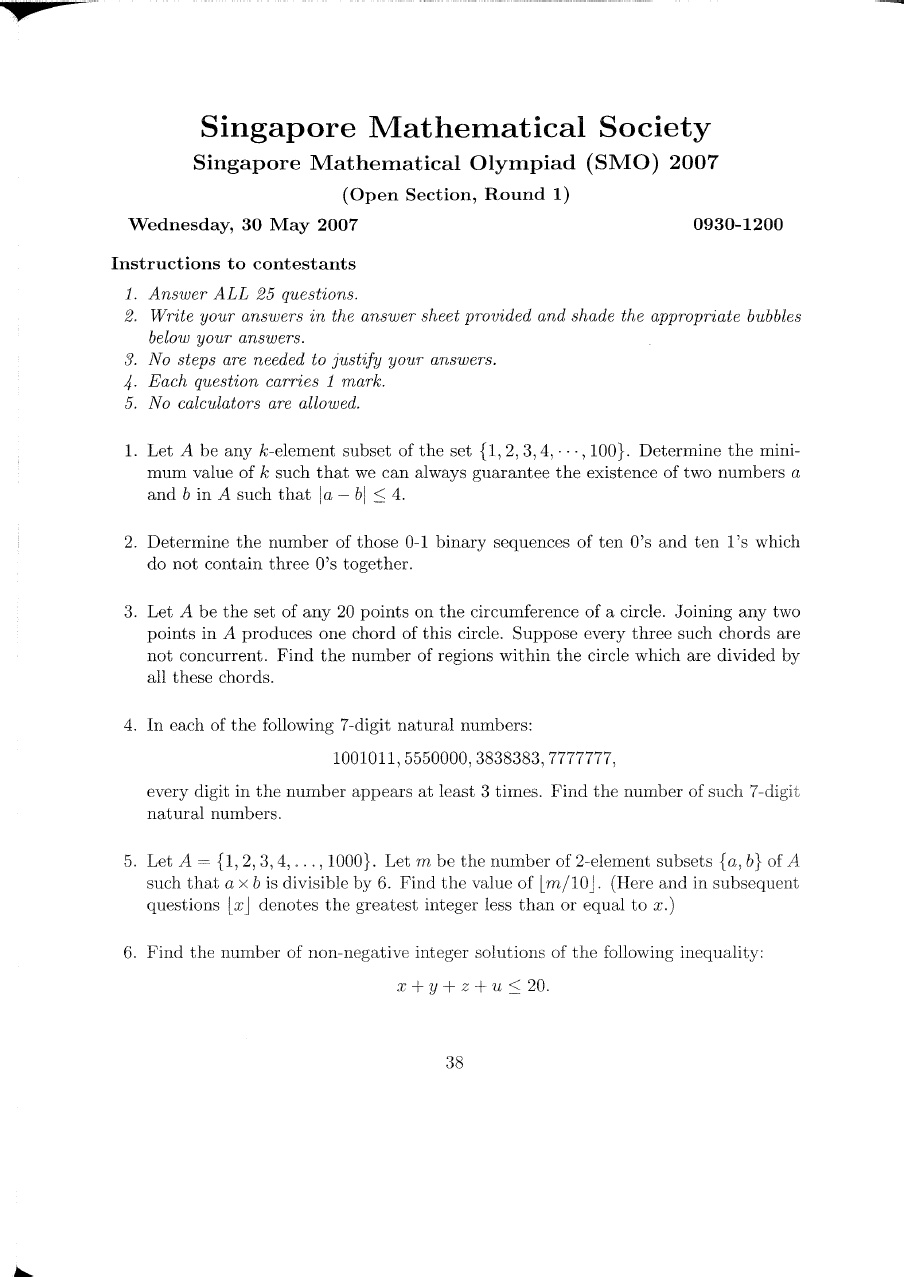 Singapore Mathematical Society
Singapore Mathematical Olympiad (SMO) 2007
(Open Section, Round 1)
Wednesday, 30 May 2007 0930-1200
Instructions to contestants
1. Answer ALL 25 questions.
2. Write your answers in the answer sheet provided and shade the appropriate bubbles
below your answers.
3. No steps are needed to justify your answers.
4. Each question carries 1 mark.
5. No calculators are allowed.
1. Let A be any k-element subset of the set {1, 2, 3, 4, ⋯, 100}. Determine the mini-
mum value of k such that we can always guarantee the existence of two numbers a
and b in A such that |a − b| ≤ 4.
2. Determine the number of those 0-1 binary sequences of ten 0's and ten 1's which
do not contain three 0's together.
3. Let A be the set of any 20 points on the circumference of a circle. Joining any two
points in A produces one chord of this circle. Suppose every three such chords are
not concurrent. Find the number of regions within the circle which are divided by
all these chords.
4. In each of the following 7-digit natural numbers:
1001011, 5550000, 3838383, 7777777,
every digit in the number appears at least 3 times. Find the number of such 7-digit
natural numbers.
5. Let A = {1, 2, 3, 4, . . . , 1000}. Let m be the number of 2-element subsets {a, b} of A
such that a × b is divisible by 6. Find the value of ⌊m/10⌋. (Here and in subsequent
questions ⌊x⌋ denotes the greatest integer less than or equal to x.)
6. Find the number of non-negative integer solutions of the following inequality:
x + y + z + u ≤ 20.
38